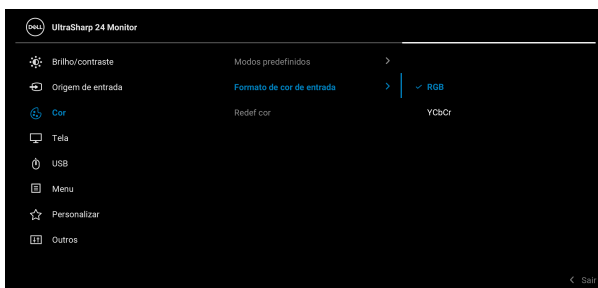 DELL UltraSharp 24 Monitor
Brilho/contraste Modos predefinidos
Origem de entrada Formato de cor de entrada RGB
Cor Redef cor YCbCr
Tela
USB
Menu
Personalizar
Outros
Sair